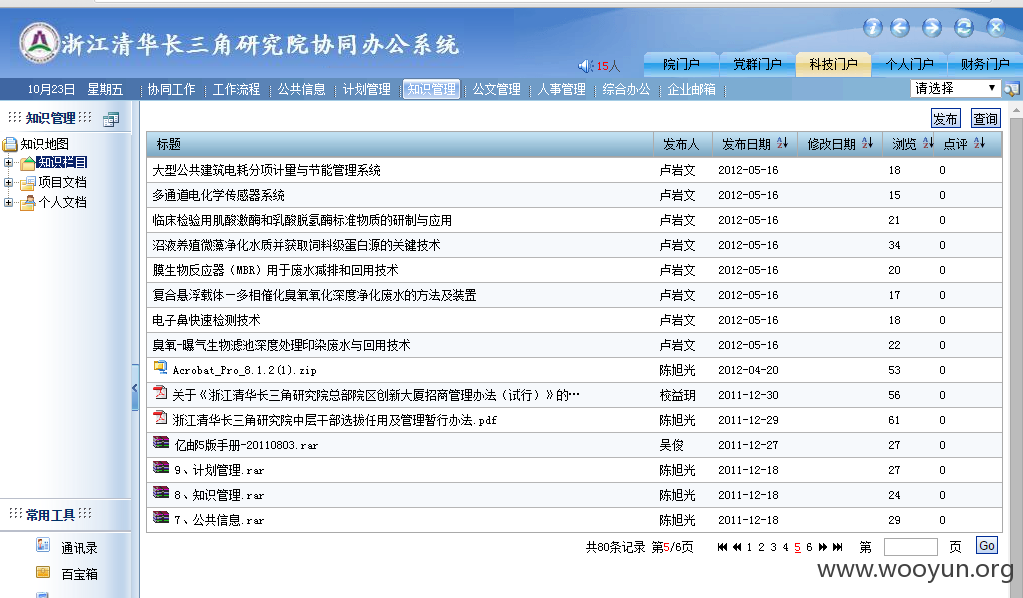 浙江清华长三角研究院协同办公系统
15人
院门户 党群门户 科技门户 个人门户 财务门户
10月23日 星期五 协同工作 工作流程 公共信息 计划管理 知识管理 公文管理 人事管理 综合办公 企业邮箱 请选择
知识管理
发布 查询
知识地图
知识栏目
项目文档
个人文档
标题 发布人 发布日期 修改日期 浏览 点评
大型公共建筑电耗分项计量与节能管理系统 卢岩文 2012-05-16 18 0
多通道电化学传感器系统 卢岩文 2012-05-16 15 0
临床检验用肌酸激酶和乳酸脱氢酶标准物质的研制与应用 卢岩文 2012-05-16 21 0
沼液养殖微藻净化水质并获取饲料级蛋白源的关键技术 卢岩文 2012-05-16 34 0
膜生物反应器（MBR）用于废水减排和回用技术 卢岩文 2012-05-16 20 0
复合悬浮载体－多相催化臭氧氧化深度净化废水的方法及装置 卢岩文 2012-05-16 17 0
电子鼻快速检测技术 卢岩文 2012-05-16 18 0
臭氧-曝气生物滤池深度处理印染废水与回用技术 卢岩文 2012-05-16 22 0
Acrobat_Pro_8.1.2(1).zip 陈旭光 2012-04-20 53 0
关于《浙江清华长三角研究院总部院区创新大厦招商管理办法（试行）》的… 校益玥 2011-12-30 56 0
浙江清华长三角研究院中层干部选拔任用及管理暂行办法.pdf 陈旭光 2011-12-29 61 0
亿邮5版手册-20110803.rar 吴俊 2011-12-27 27 0
9、计划管理.rar 陈旭光 2011-12-18 27 0
8、知识管理.rar 陈旭光 2011-12-18 24 0
7、公共信息.rar 陈旭光 2011-12-18 29 0
共80条记录 第5/6页 1 2 3 4 5 6 第 页 Go
常用工具
通讯录
百宝箱
www.wooyun.org